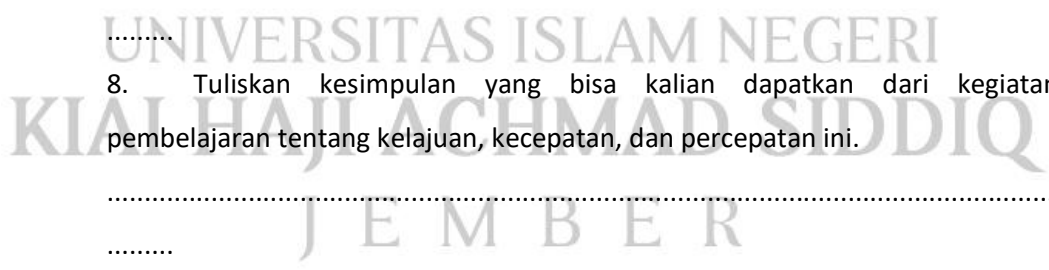 .........
UNIVERSITAS ISLAM NEGERI
8. Tuliskan kesimpulan yang bisa kalian dapatkan dari kegiatan
KIAI HAJI ACHMAD SIDDIQ
pembelajaran tentang kelajuan, kecepatan, dan percepatan ini.
..............................................................................................................................
JEMBER
.........